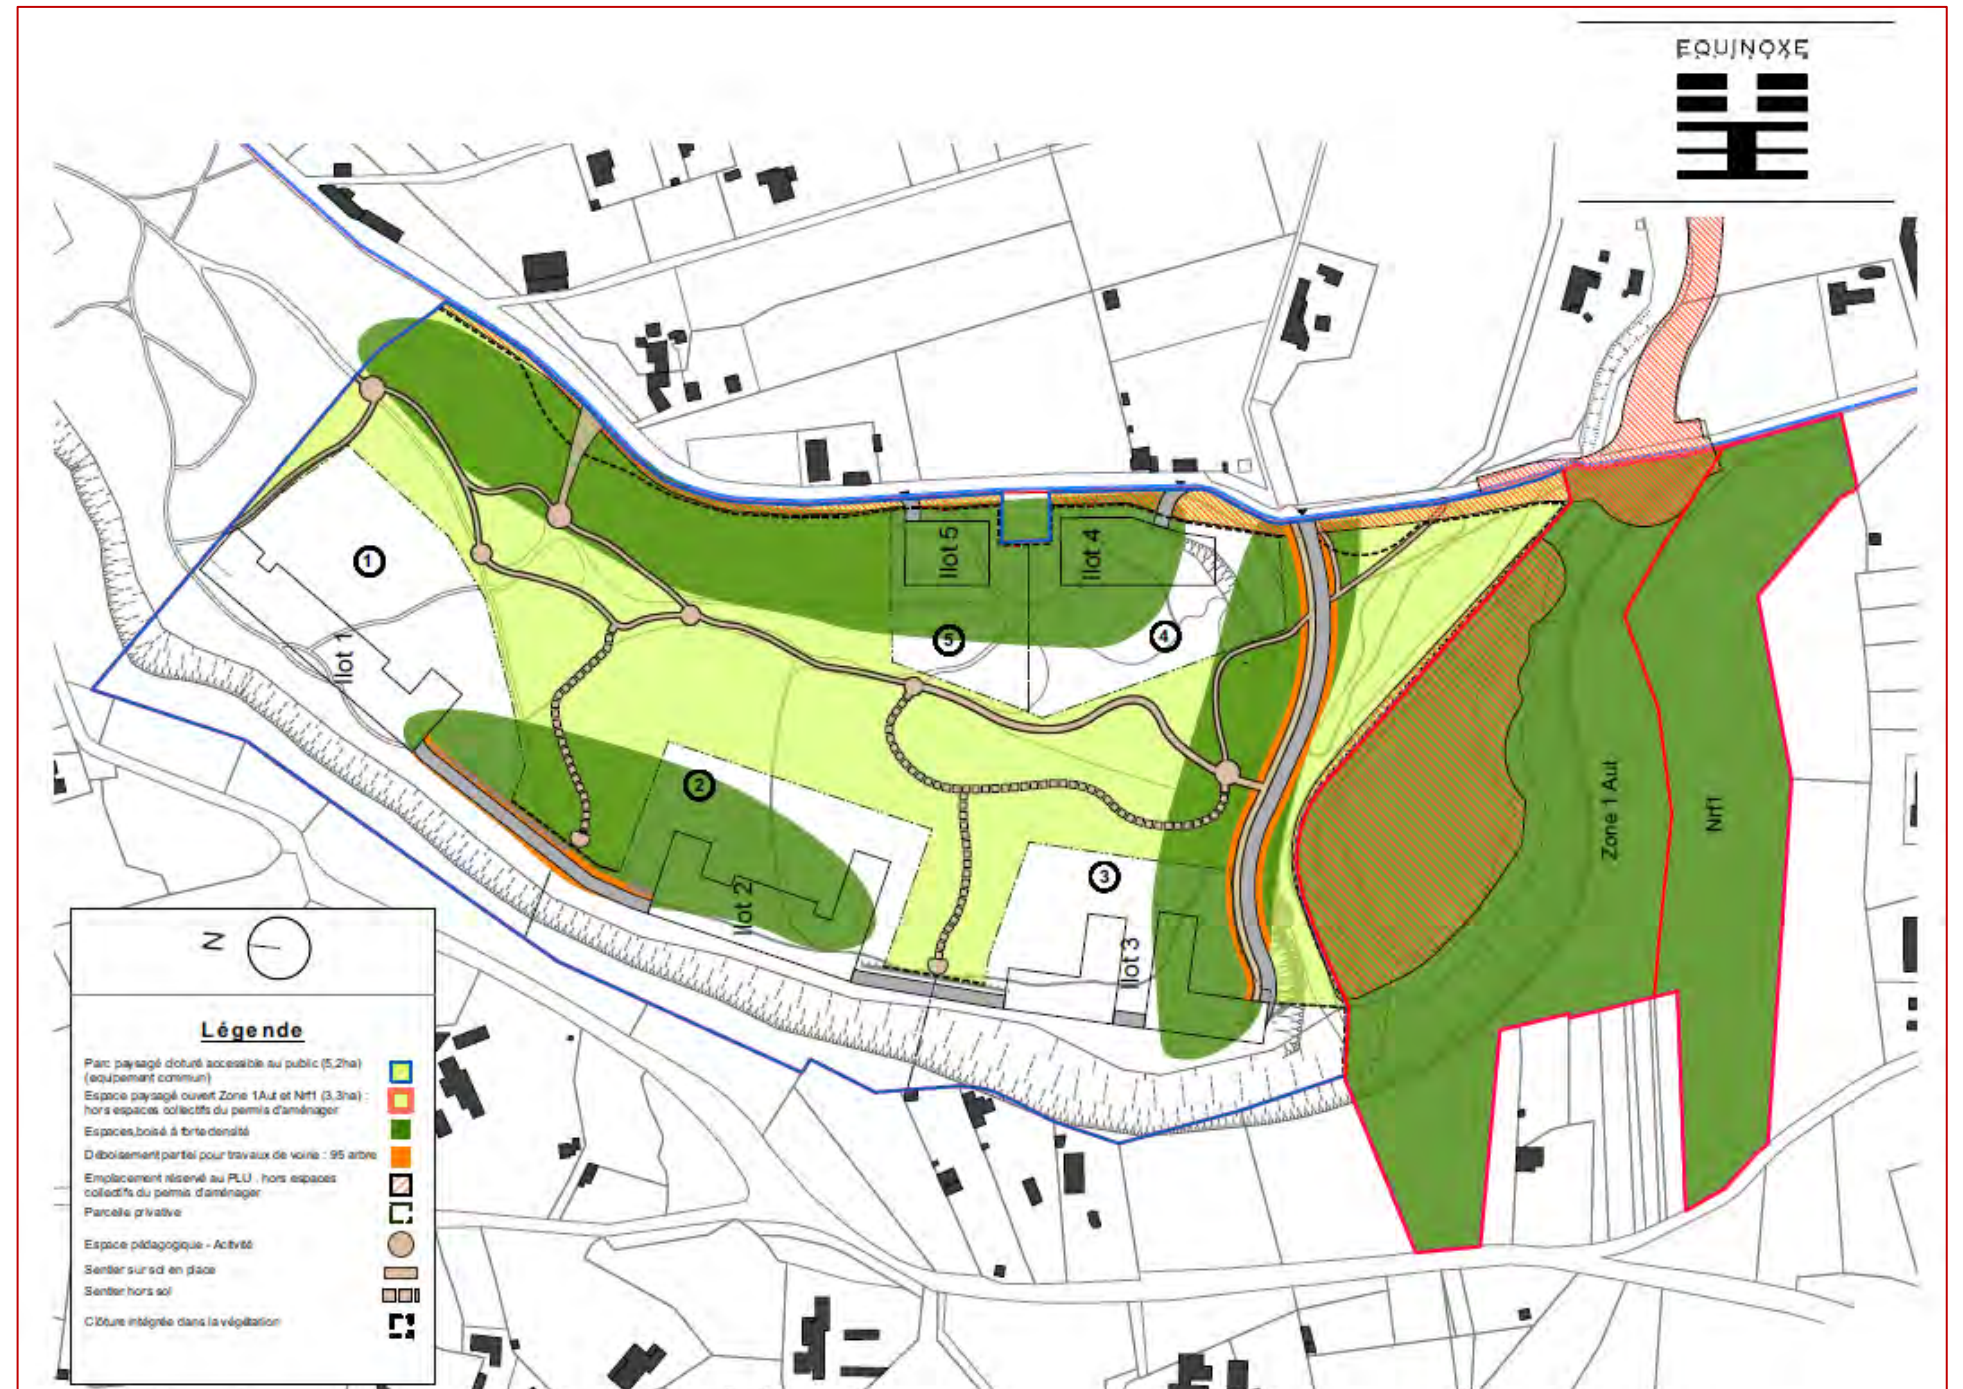 EQUINOXE
1
Ilot 1
Ilot 5
Ilot 4
5
4
2
Ilot 2
3
Ilot 3
Zone 1 Aut
Nrf1
N
Légende
Parc paysagé cloturé accessible au public (5,2ha)
(equipement commun)
Espace paysagé ouvert Zone 1Aut et Nrf1 (3,3ha) :
hors espaces collectifs du permis d'aménager
Espaces boisé à forte densité
Déboisement partiel pour travaux de voirie : 95 arbre
Emplacement réservé au PLU . hors espaces
collectifs du permis d'aménager
Parcelle privative
Espace pédagogique - Activité
Sentier sur sol en place
Sentier hors sol
Clôture intégrée dans la végétation